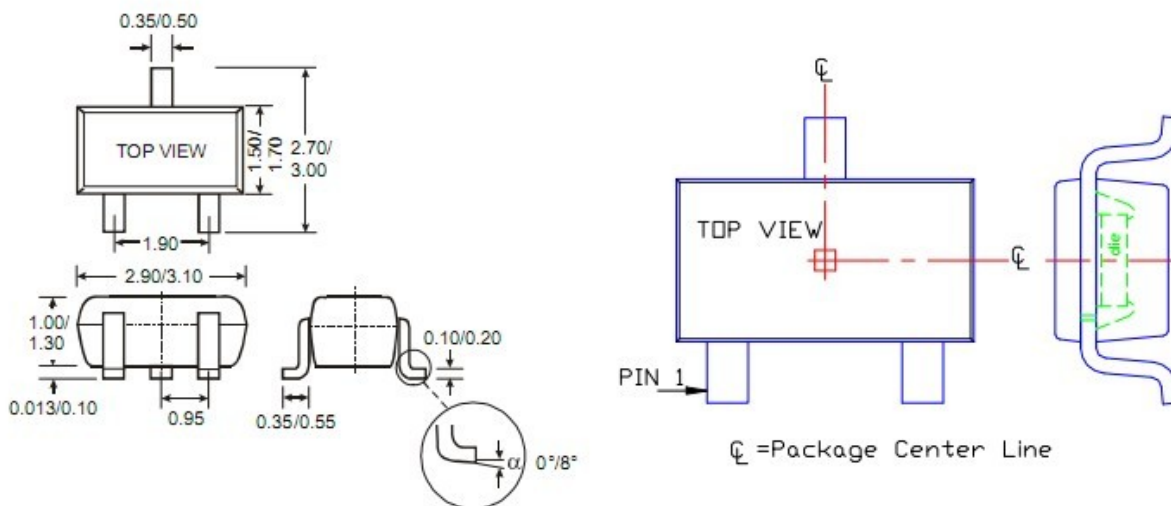 0.35/0.50
TOP VIEW
1.50/
1.70
2.70/
3.00
1.90
2.90/3.10
1.00/
1.30
0.013/0.10
0.95
0.10/0.20
0.35/0.55
α
0°/8°
℄
TOP VIEW
℄
die
PIN 1
℄ =Package Center Line